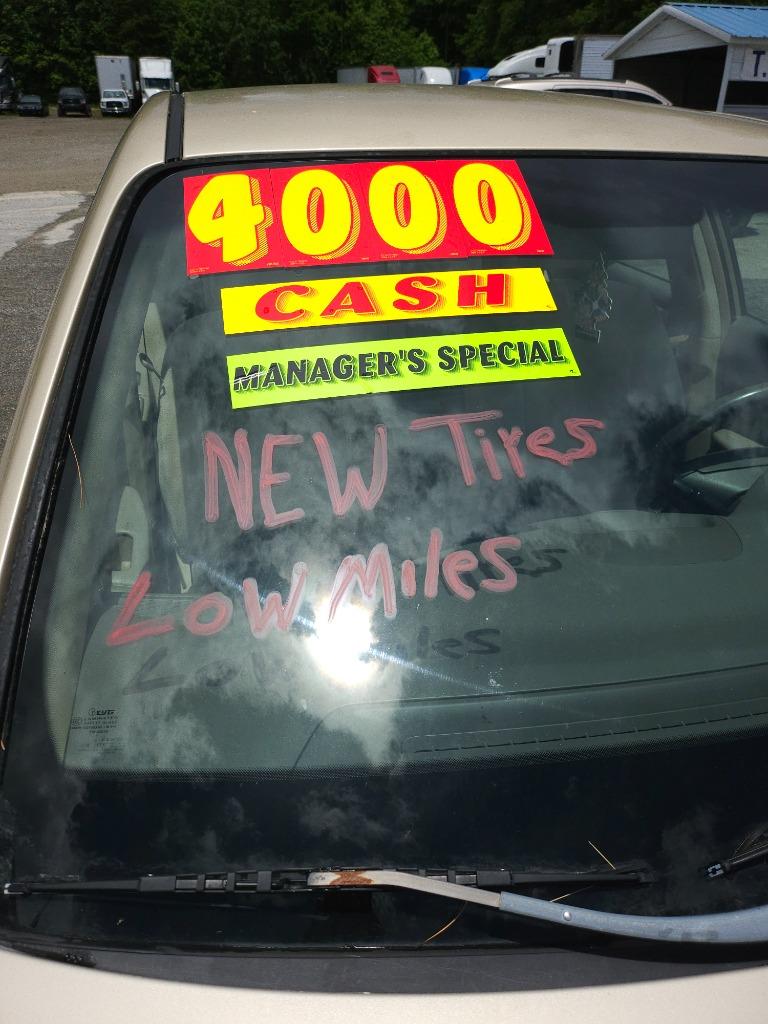 4000
CASH
MANAGER'S SPECIAL
NEW Tires
LOW Miles
T.